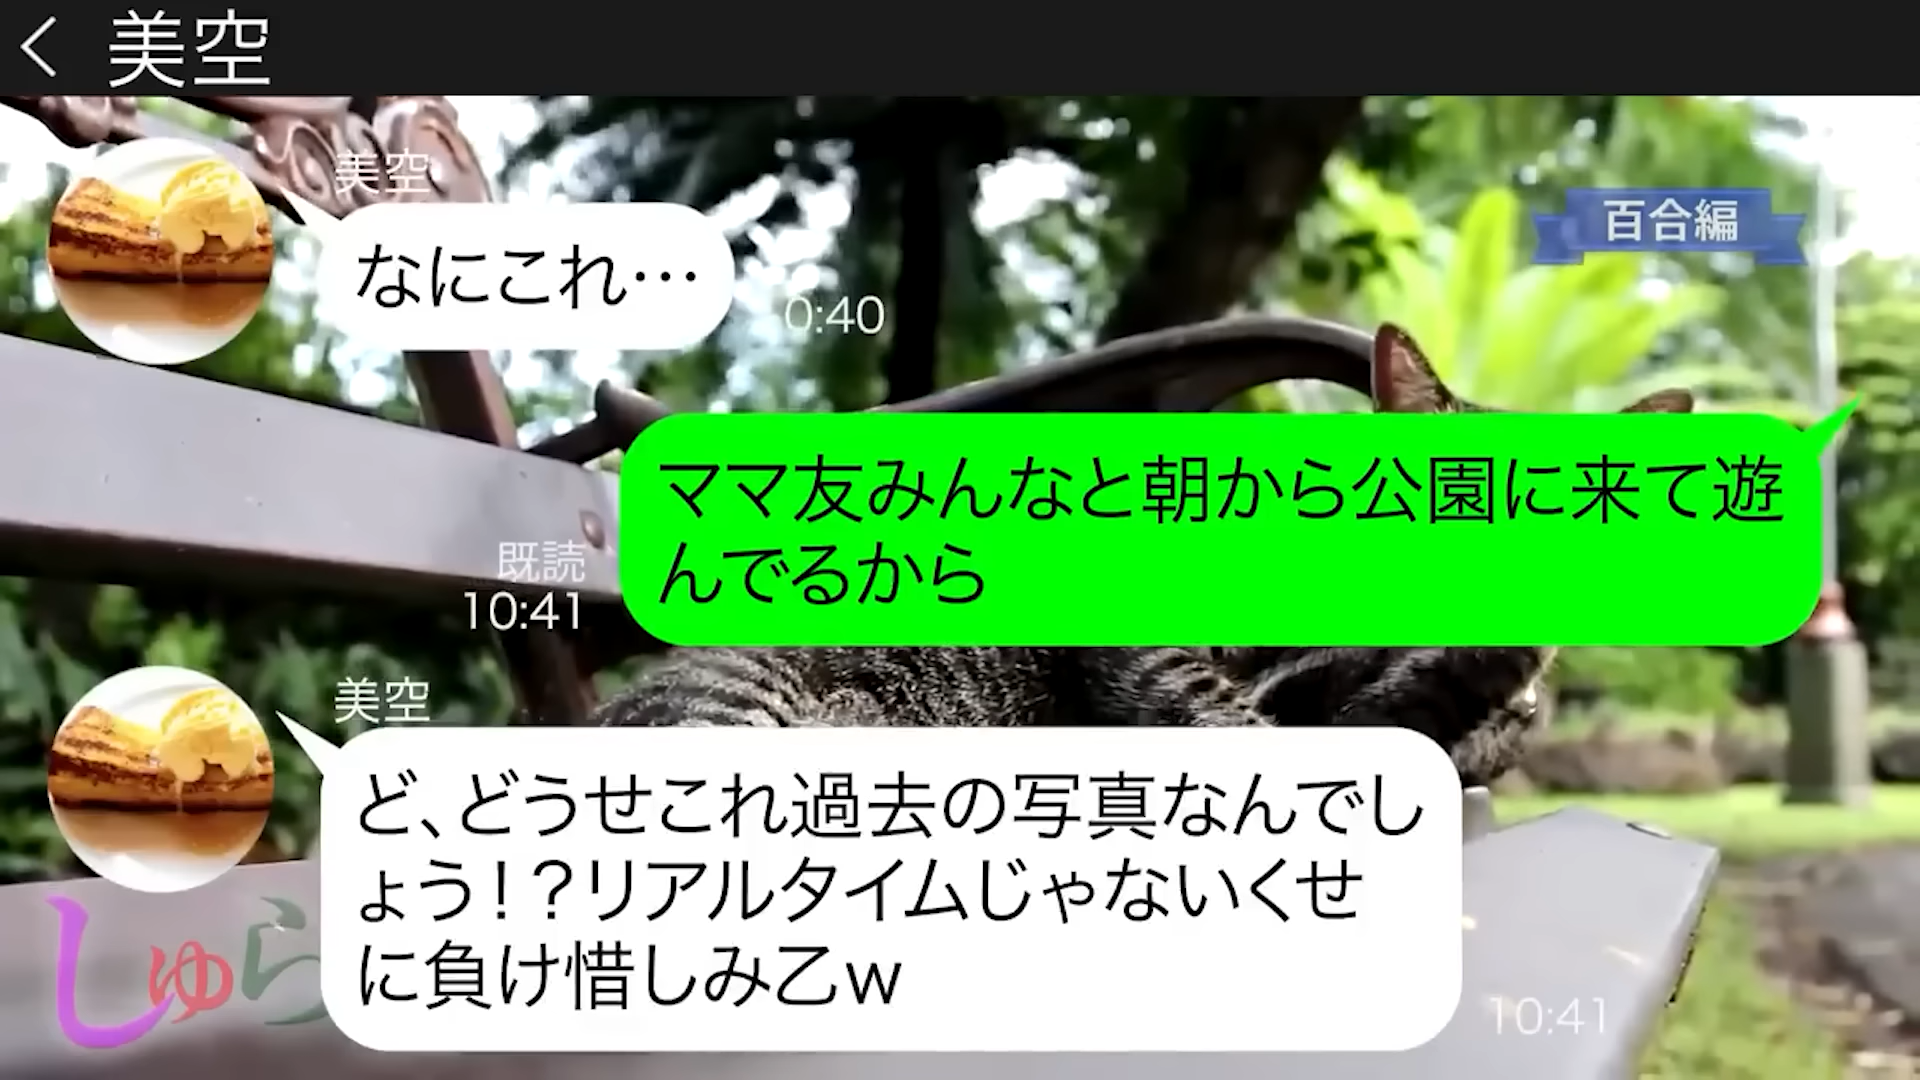 美空
美空
百合編
なにこれ…
0:40
ママ友みんなと朝から公園に来て遊
んでるから
既読
10:41
美空
ど、どうせこれ過去の写真なんでし
ょう！？リアルタイムじゃないくせ
に負け惜しみ乙w
10:41
しゅら